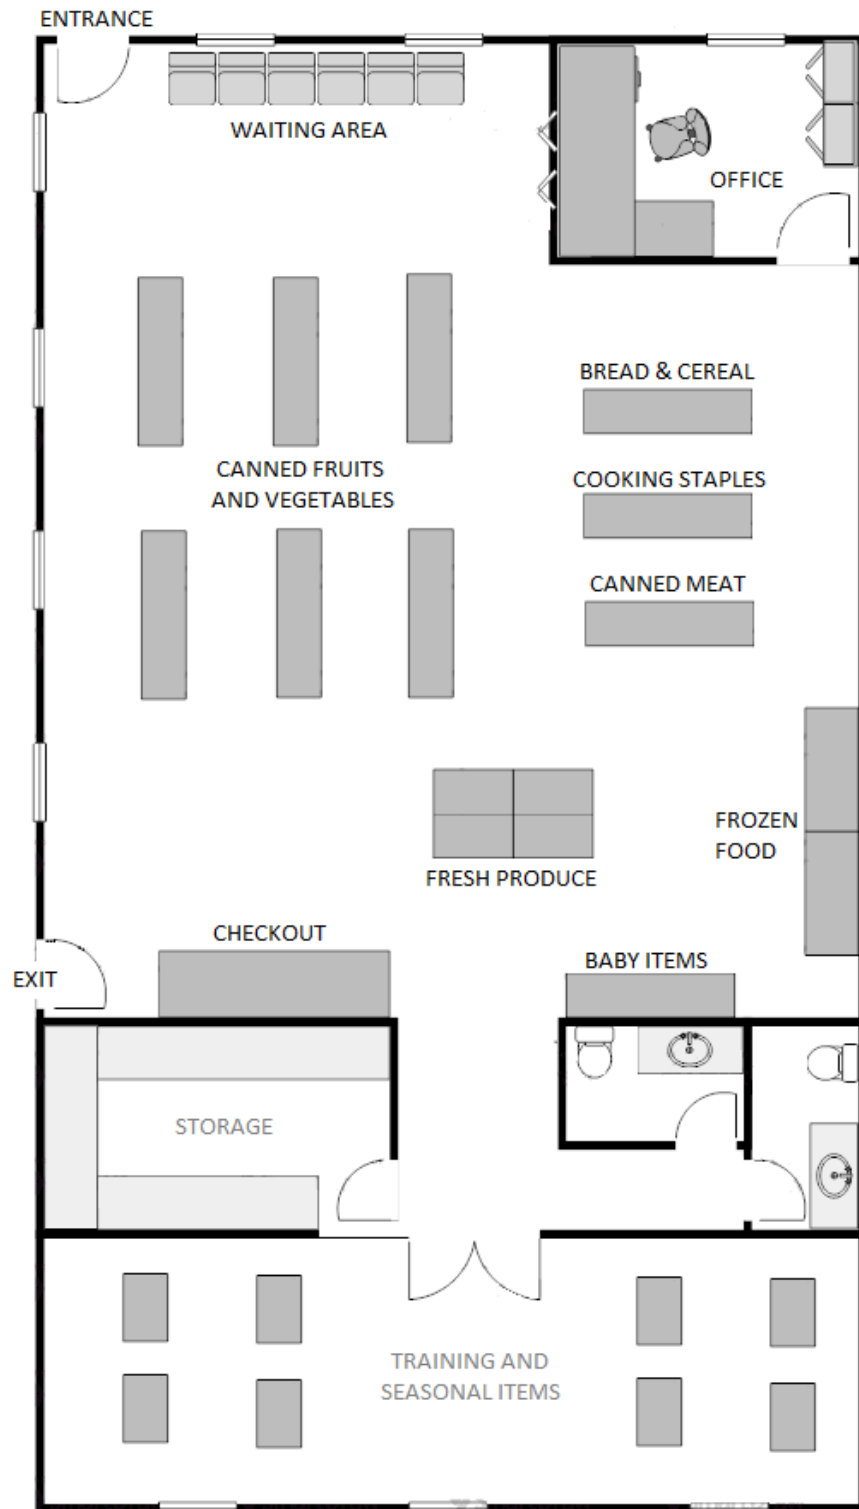 ENTRANCE
WAITING AREA
OFFICE
BREAD & CEREAL
CANNED FRUITS
AND VEGETABLES
COOKING STAPLES
CANNED MEAT
FROZEN
FOOD
FRESH PRODUCE
CHECKOUT
BABY ITEMS
EXIT
STORAGE
TRAINING AND
SEASONAL ITEMS